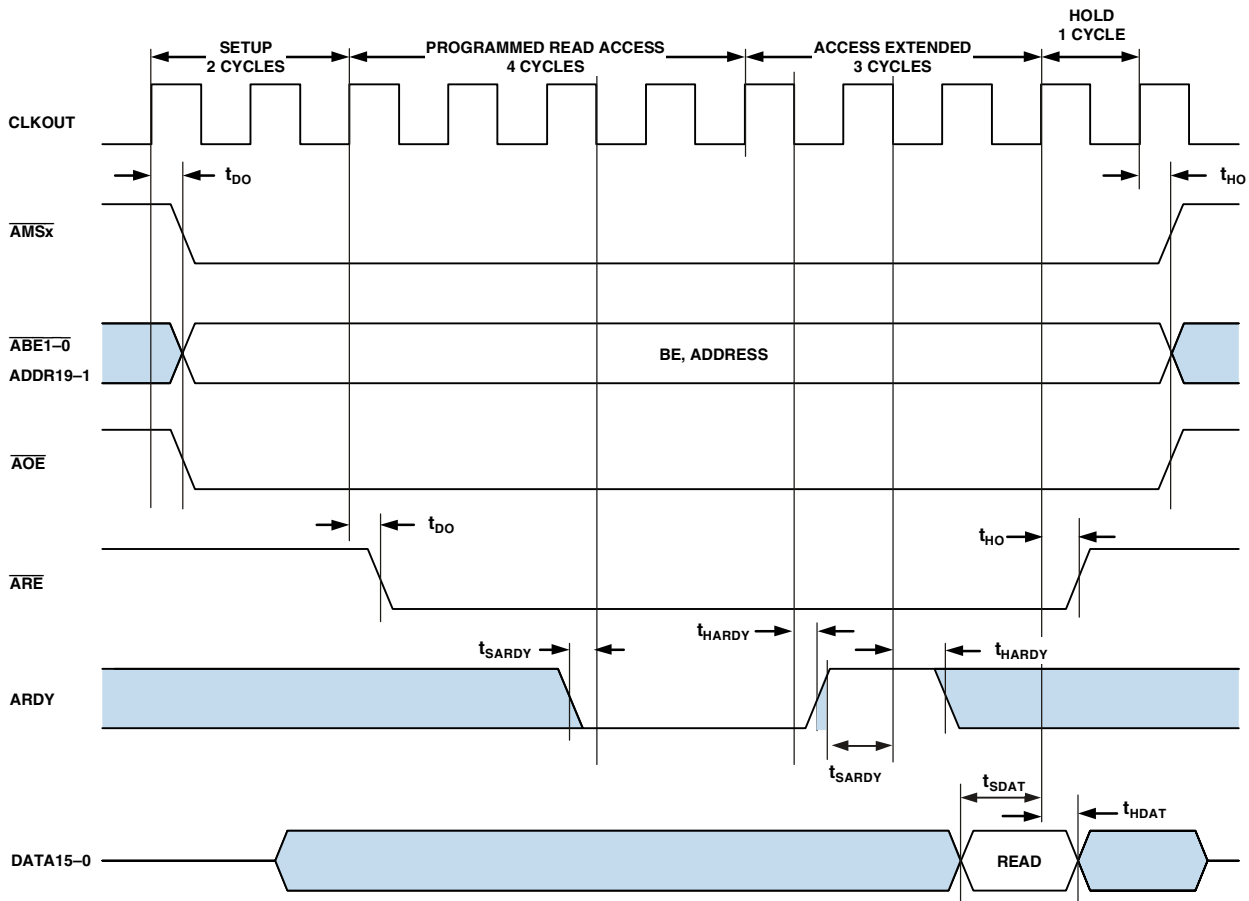 HOLD
1 CYCLE
SETUP
2 CYCLES
PROGRAMMED READ ACCESS
4 CYCLES
ACCESS EXTENDED
3 CYCLES
CLKOUT
tDO
tHO
AMSx
ABE1–0
ADDR19–1
BE, ADDRESS
AOE
tDO
tHO
ARE
tSARDY
tHARDY
tHARDY
ARDY
tSARDY
tSDAT
tHDAT
DATA15–0
READ